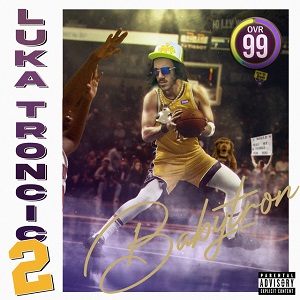 LUKA TRONCIC
2
OVR
99
Babytron
PARENTAL
ADVISORY
EXPLICIT CONTENT